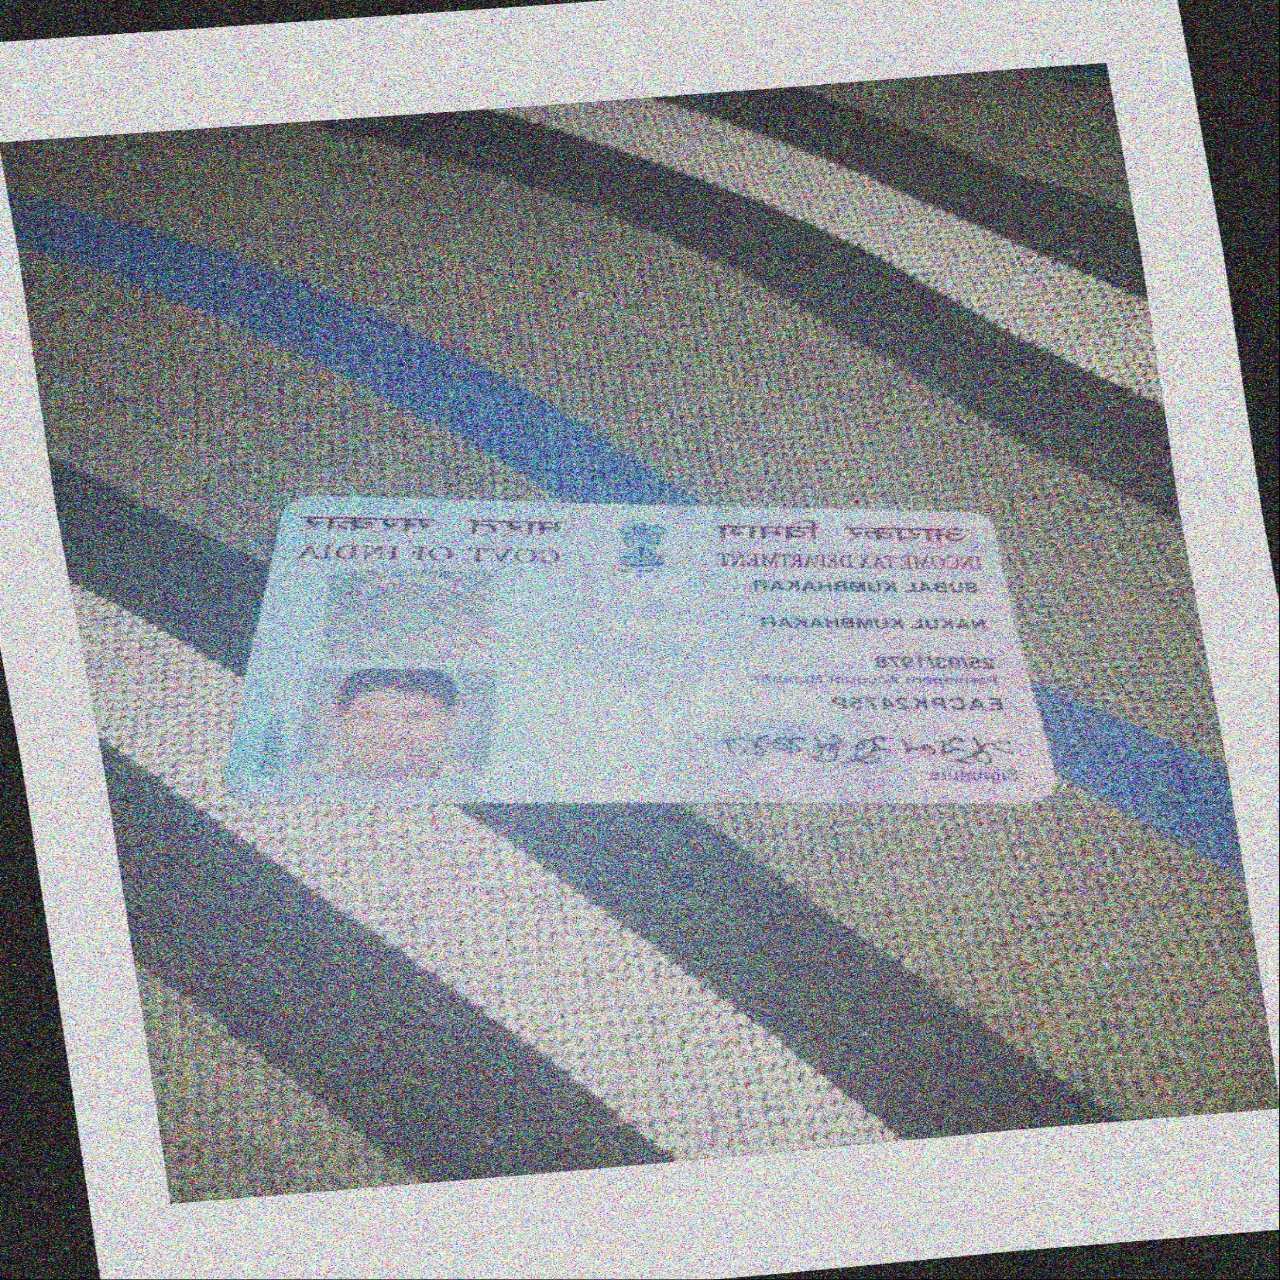 आयकर विभाग
INCOME TAX DEPARTMENT
भारत सरकार
GOVT OF INDIA
SUBAL KUMBHAKAR
NAKUL KUMBHAKAR
25/03/1978
Permanent Account Number
EACPK2475P
Signature